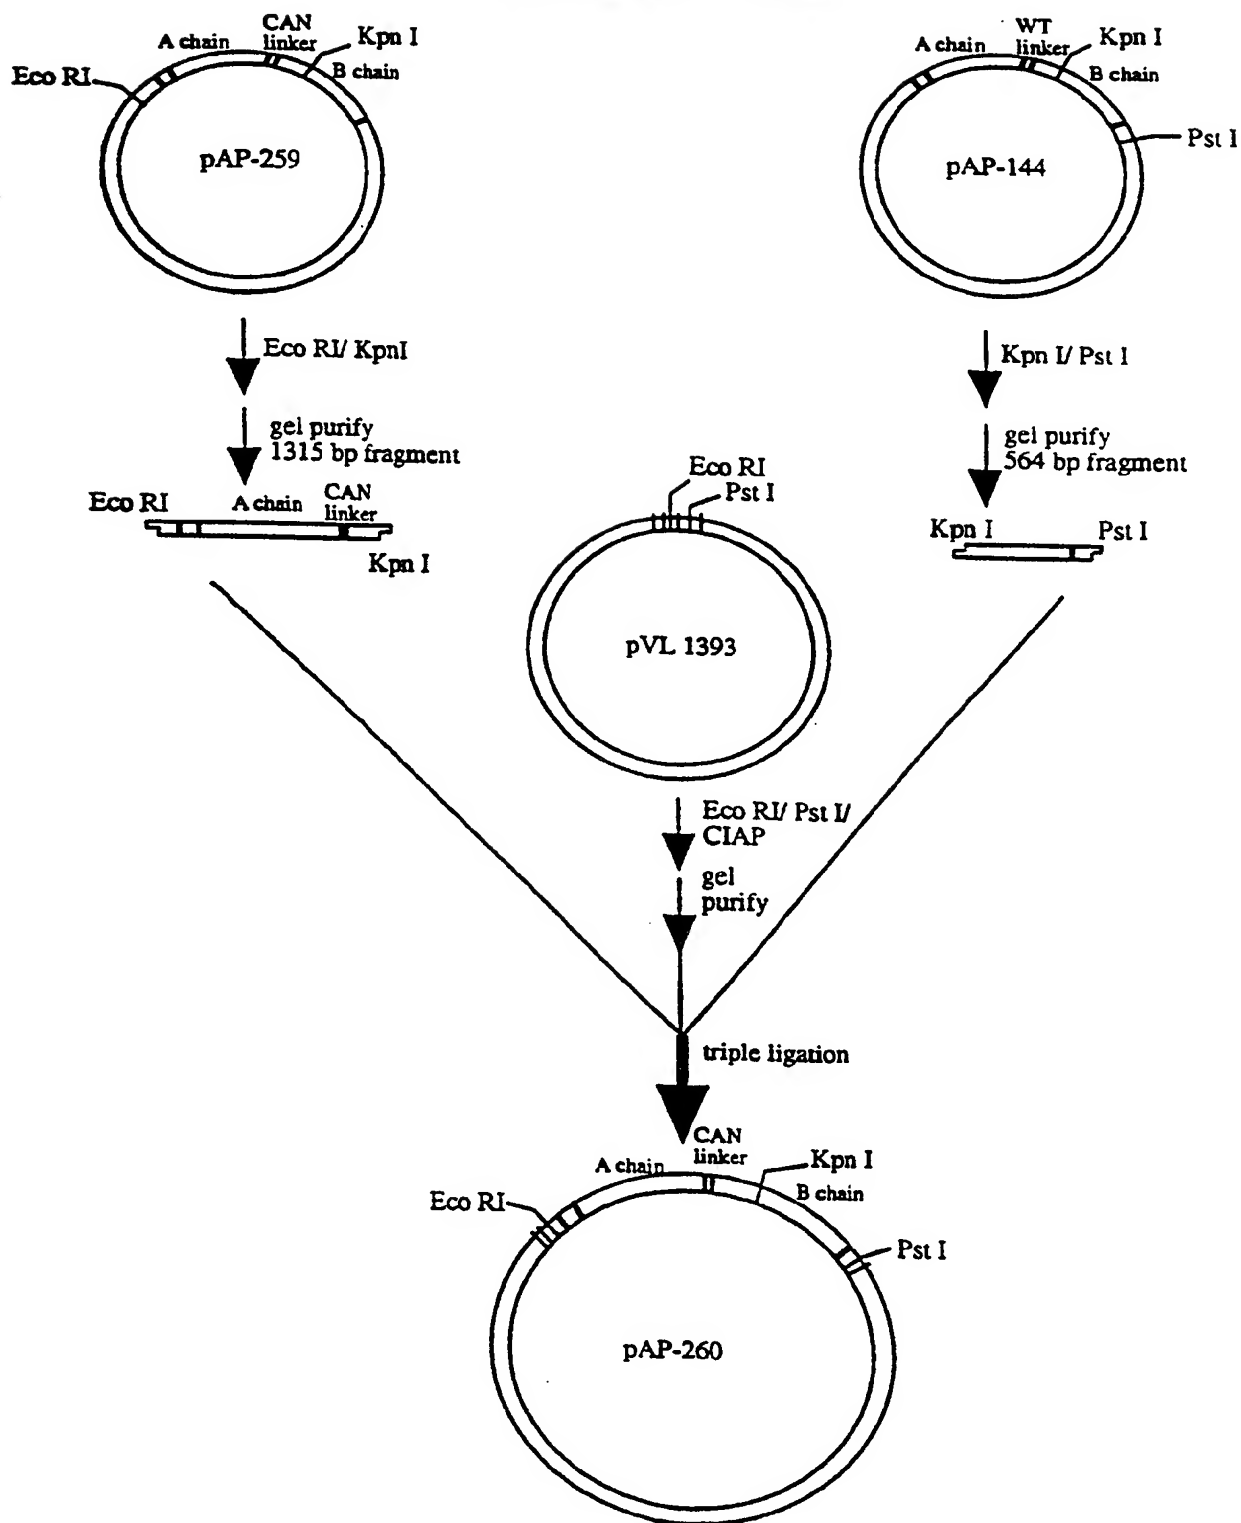 A chain
CAN
linker
Kpn I
B chain
Eco RI
pAP-259
Eco RI/ KpnI
gel purify
1315 bp fragment
Eco RI
A chain
CAN
linker
Kpn I
A chain
WT
linker
Kpn I
B chain
Pst I
pAP-144
Kpn I/ Pst I
gel purify
564 bp fragment
Kpn I
Pst I
Eco RI
Pst I
pVL 1393
Eco RI/ Pst I/
CIAP
gel
purify
triple ligation
A chain
CAN
linker
Kpn I
B chain
Eco RI
Pst I
pAP-260